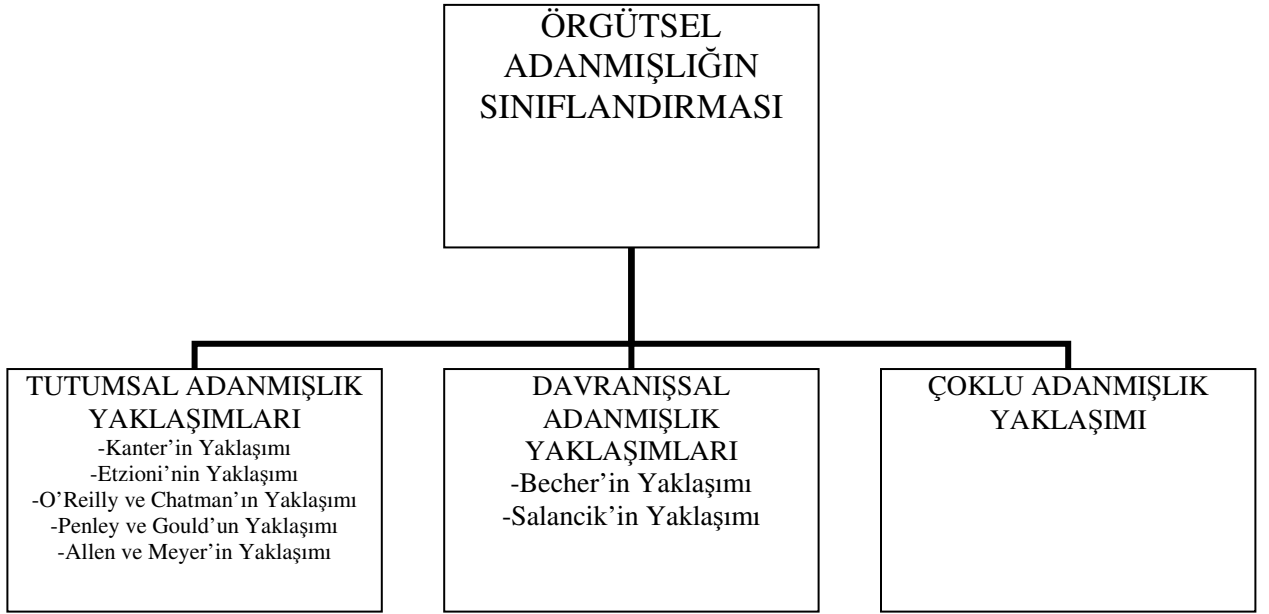 ÖRGÜTSEL
ADANMIŞLIĞIN
SINIFLANDIRMASI
TUTUMSAL ADANMIŞLIK
YAKLAŞIMLARI
-Kanter’in Yaklaşımı
-Etzioni’nin Yaklaşımı
-O’Reilly ve Chatman’ın Yaklaşımı
-Penley ve Gould’un Yaklaşımı
-Allen ve Meyer’in Yaklaşımı
DAVRANIŞSAL
ADANMIŞLIK
YAKLAŞIMLARI
-Becher’in Yaklaşımı
-Salancik’in Yaklaşımı
ÇOKLU ADANMIŞLIK
YAKLAŞIMI